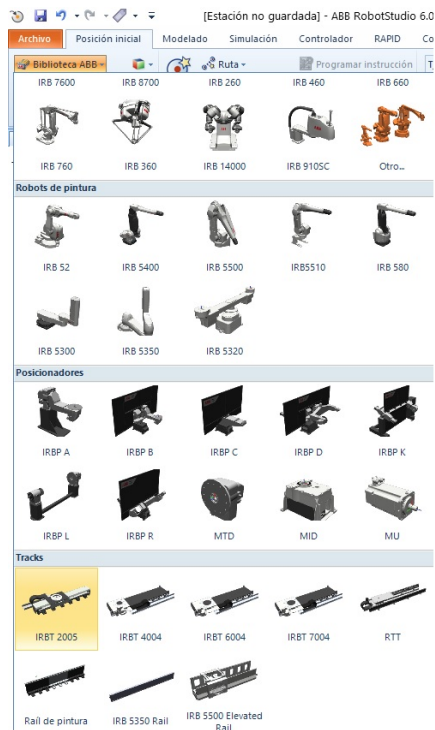 [Estación no guardada] - ABB RobotStudio 6.0
Archivo Posición inicial Modelado Simulación Controlador RAPID Co
Biblioteca ABB Ruta Programar instrucción
IRB 7600 IRB 8700 IRB 260 IRB 460 IRB 660
IRB 760 IRB 360 IRB 14000 IRB 910SC Otro...
Robots de pintura
IRB 52 IRB 5400 IRB 5500 IRB5510 IRB 580
IRB 5300 IRB 5350 IRB 5320
Posicionadores
IRBP A IRBP B IRBP C IRBP D IRBP K
IRBP L IRBP R MTD MID MU
Tracks
IRBT 2005 IRBT 4004 IRBT 6004 IRBT 7004 RTT
Raíl de pintura IRB 5350 Rail IRB 5500 Elevated
Rail